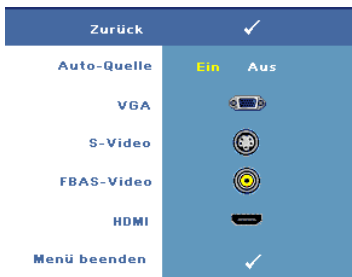 Zurück
Auto-Quelle Ein Aus
VGA
S-Video
FBAS-Video
HDMI
Menü beenden